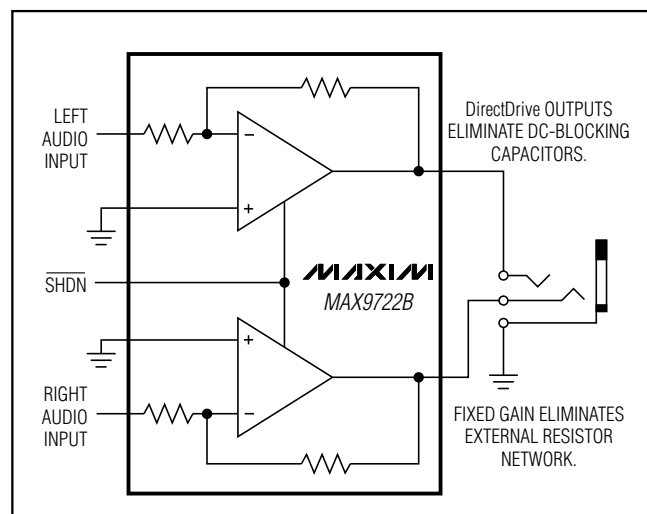 LEFT
AUDIO
INPUT
DirectDrive OUTPUTS
ELIMINATE DC-BLOCKING
CAPACITORS.
−
+
SHDN
MAXIM
MAX9722B
+
−
RIGHT
AUDIO
INPUT
FIXED GAIN ELIMINATES
EXTERNAL RESISTOR
NETWORK.